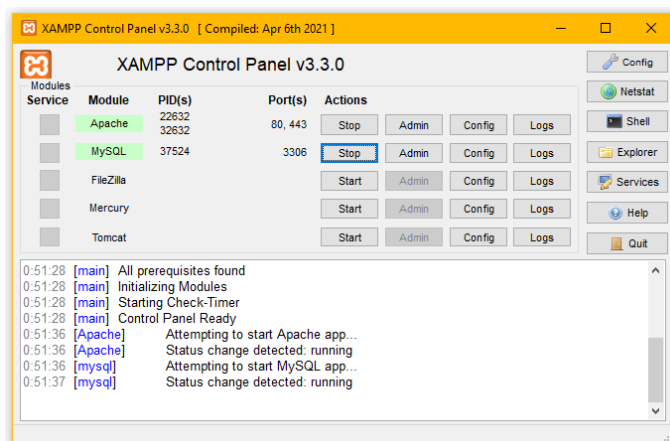 XAMPP Control Panel v3.3.0 [ Compiled: Apr 6th 2021 ]
XAMPP Control Panel v3.3.0
Config
Modules
Service Module PID(s) Port(s) Actions
Netstat
Apache 22632 32632 80, 443 Stop Admin Config Logs
Shell
MySQL 37524 3306 Stop Admin Config Logs
Explorer
FileZilla Start Admin Config Logs
Services
Mercury Start Admin Config Logs
Help
Tomcat Start Admin Config Logs
Quit
0:51:28 [main] All prerequisites found
0:51:28 [main] Initializing Modules
0:51:28 [main] Starting Check-Timer
0:51:28 [main] Control Panel Ready
0:51:36 [Apache] Attempting to start Apache app...
0:51:36 [Apache] Status change detected: running
0:51:36 [mysql] Attempting to start MySQL app...
0:51:37 [mysql] Status change detected: running